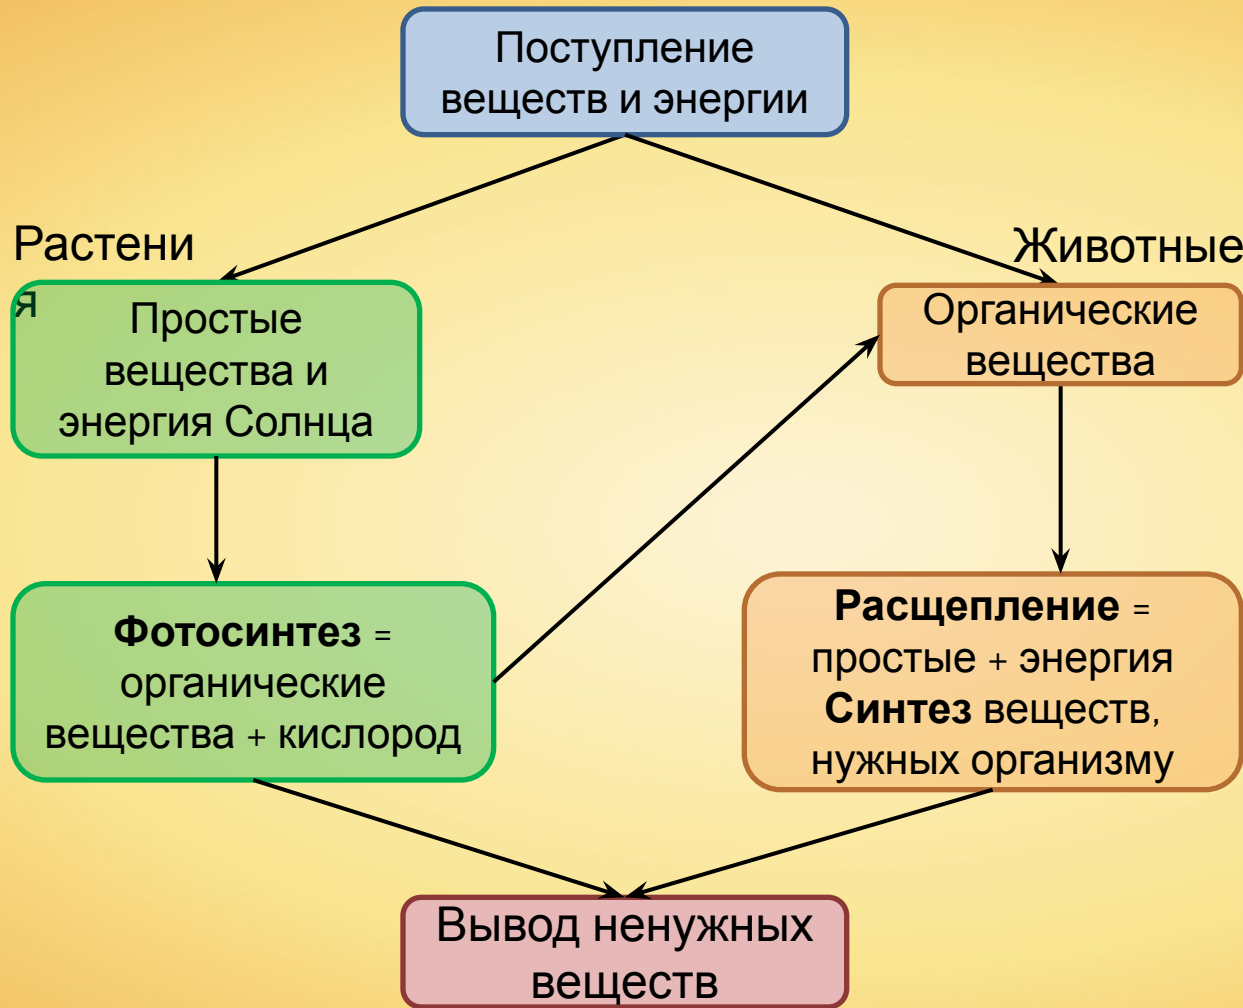 Поступление
веществ и энергии
Растени
я
Животные
Простые
вещества и
энергия Солнца
Органические
вещества
Фотосинтез =
органические
вещества + кислород
Расщепление =
простые + энергия
Синтез веществ,
нужных организму
Вывод ненужных
веществ